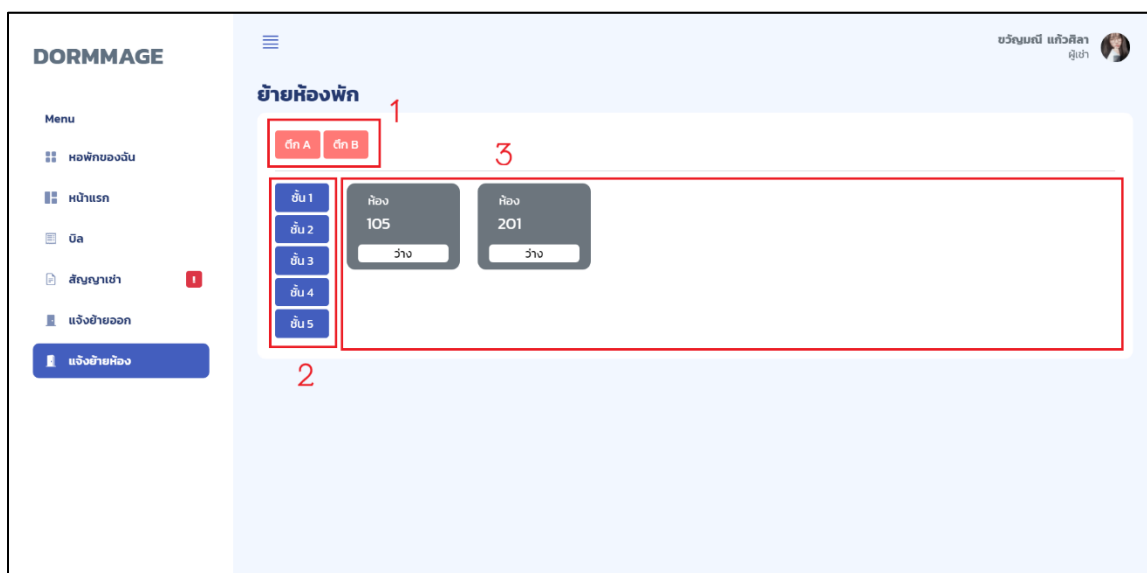 DORMMAGE
ขวัญมณี แก้วศิลา
ผู้เช่า
ย้ายห้องพัก
1
Menu
ตึก A
ตึก B
หอพักของฉัน
3
หน้าแรก
ชั้น 1
ห้อง
ห้อง
105
201
ชั้น 2
บิล
ว่าง
ว่าง
ชั้น 3
สัญญาเช่า
!
ชั้น 4
แจ้งย้ายออก
ชั้น 5
แจ้งย้ายห้อง
2